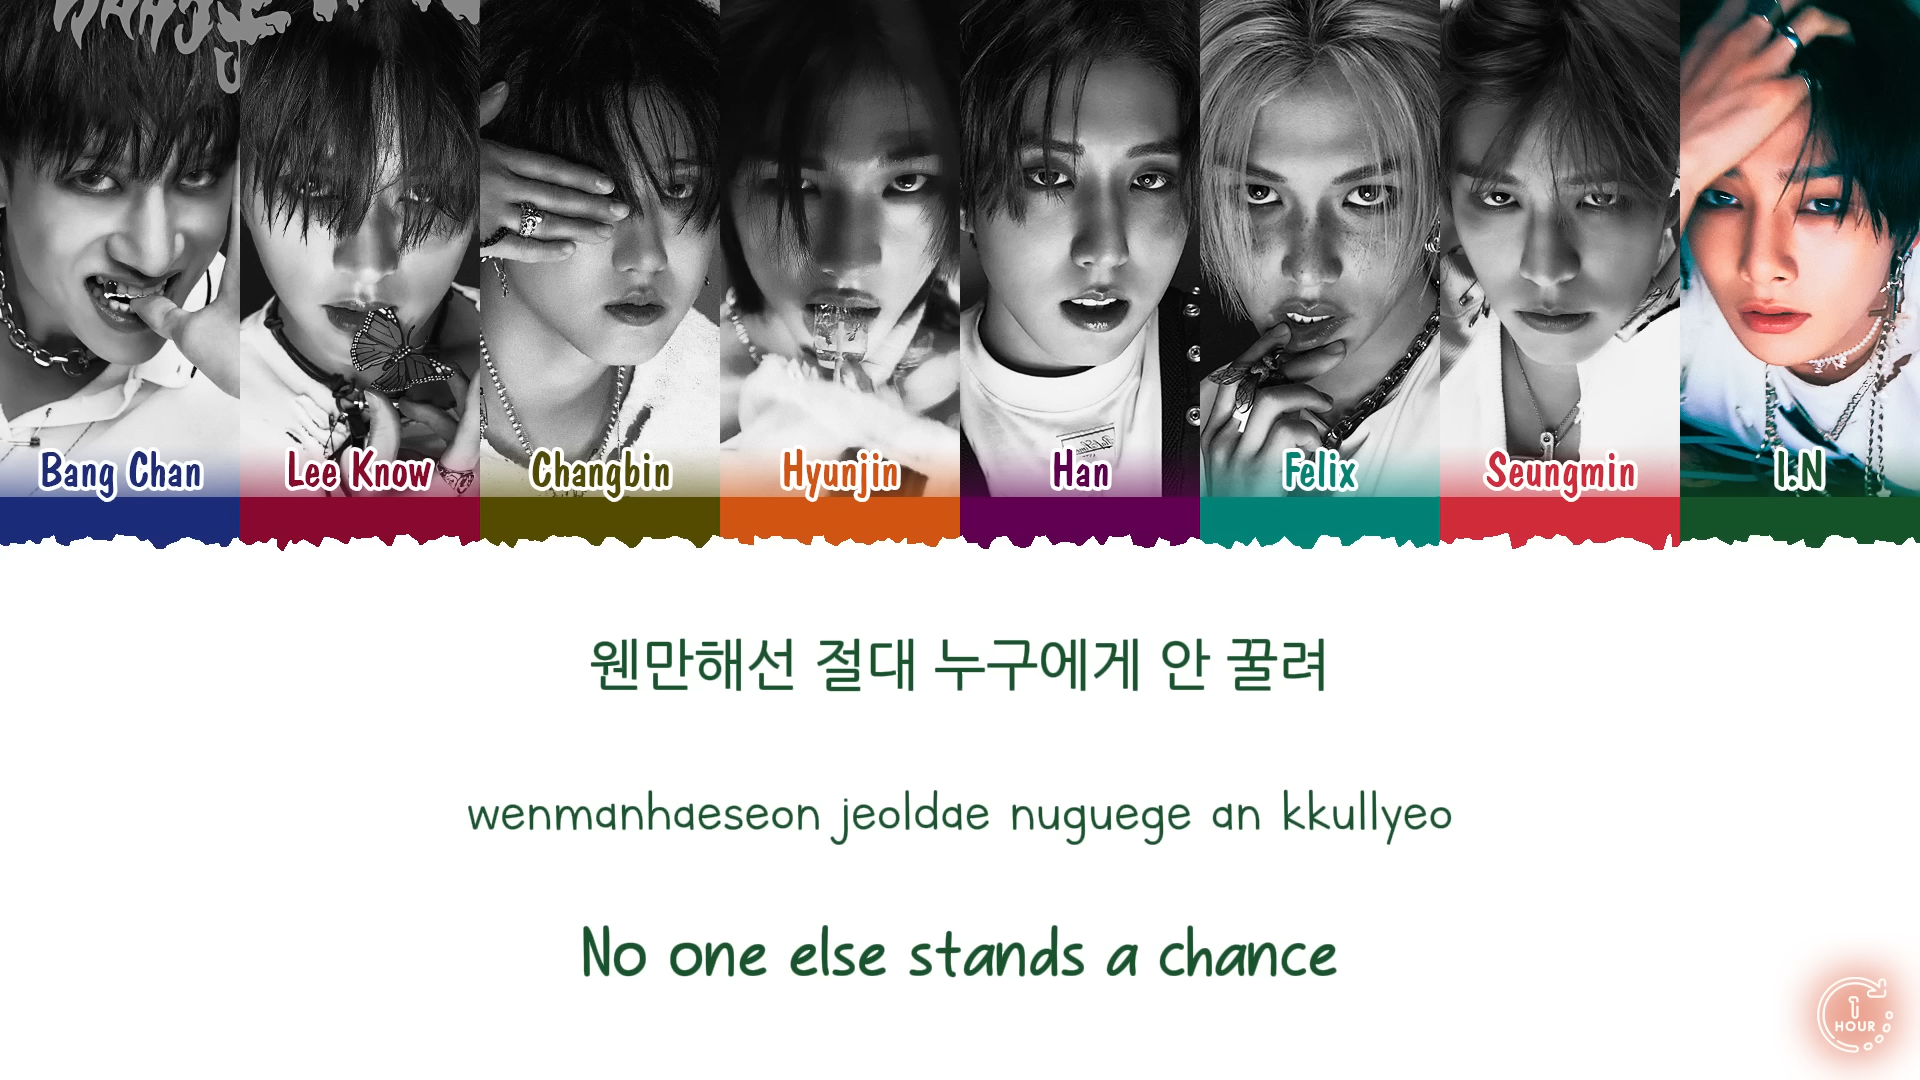 Bang Chan
Lee Know
Changbin
Hyunjin
Han
Felix
Seungmin
I.N
웬만해선 절대 누구에게 안 꿀려
wenmanhaeseon jeoldae nuguege an kkullyeo
No one else stands a chance
1
HOUR